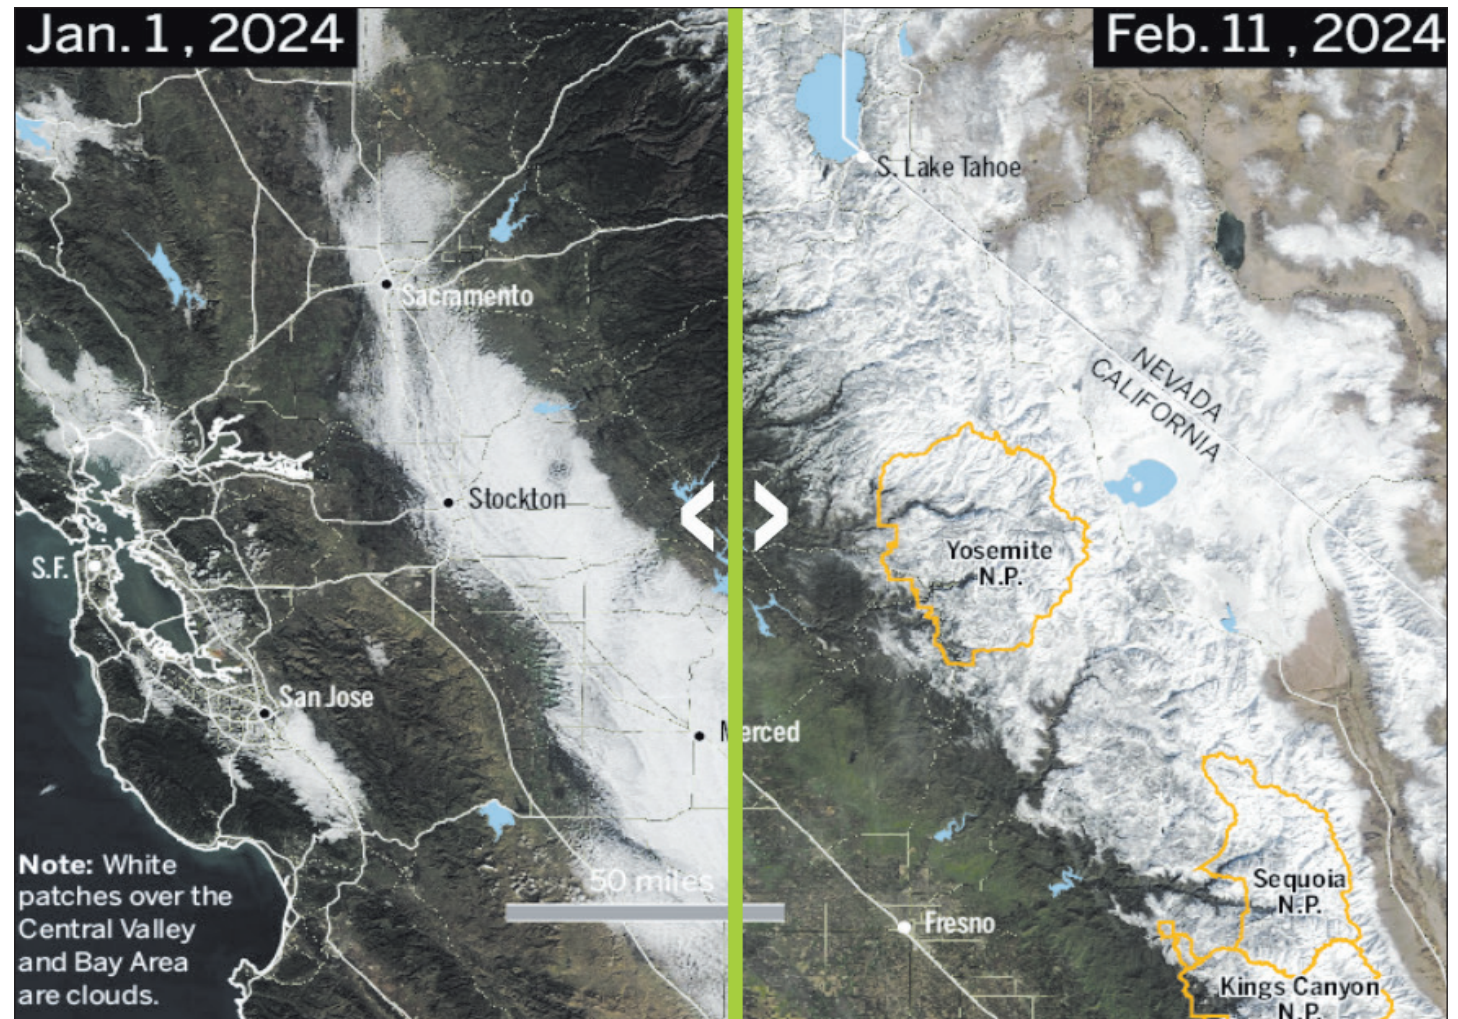 Jan. 1 , 2024
Feb. 11 , 2024
S. Lake Tahoe
Sacramento
NEVADA
CALIFORNIA
Stockton
Yosemite
N.P.
S.F.
San Jose
Merced
Note: White
patches over the
Central Valley
and Bay Area
are clouds.
50 miles
Fresno
Sequoia
N.P.
Kings Canyon
N.P.